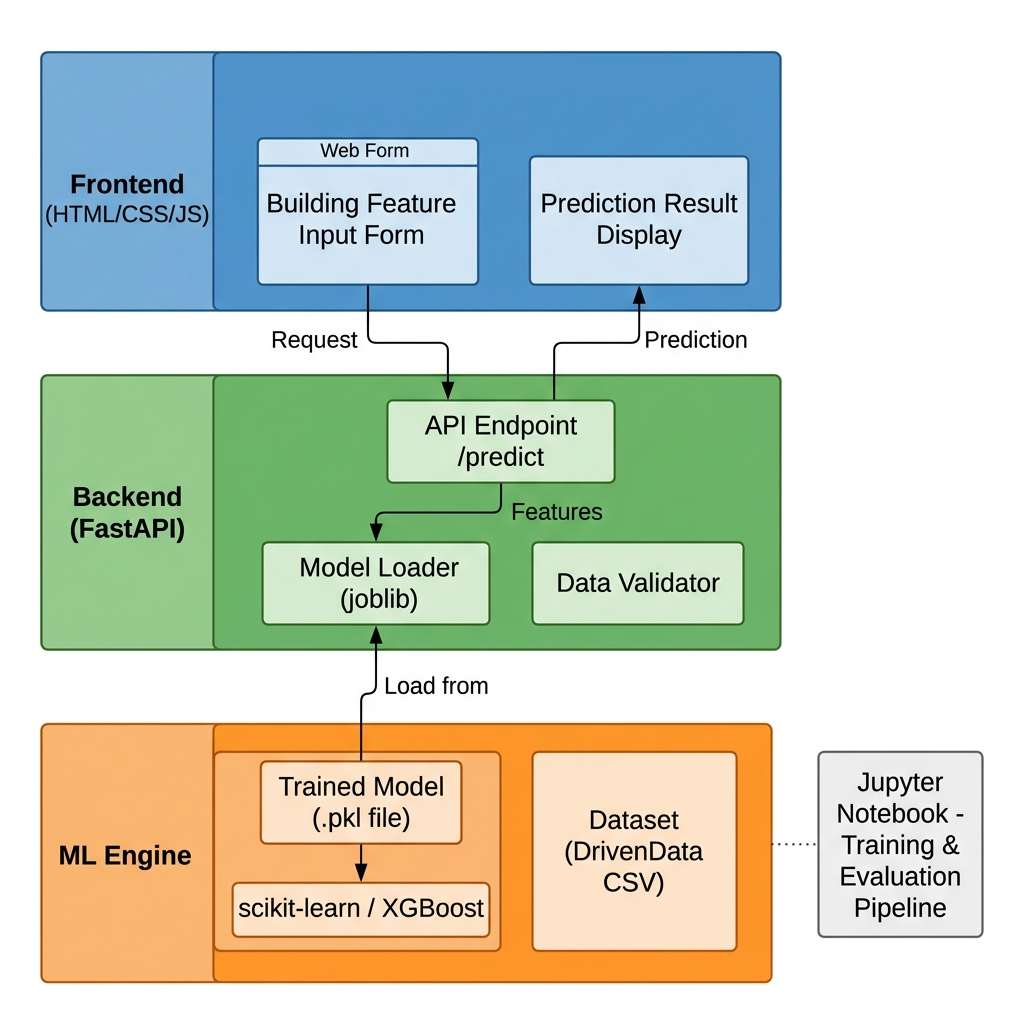 Frontend
(HTML/CSS/JS)
Web Form
Building Feature
Input Form
Prediction Result
Display
Request
Prediction
Backend
(FastAPI)
API Endpoint
/predict
Features
Model Loader
(joblib)
Data Validator
Load from
ML Engine
Trained Model
(.pkl file)
scikit-learn / XGBoost
Dataset
(DrivenData
CSV)
Jupyter
Notebook -
Training &
Evaluation
Pipeline